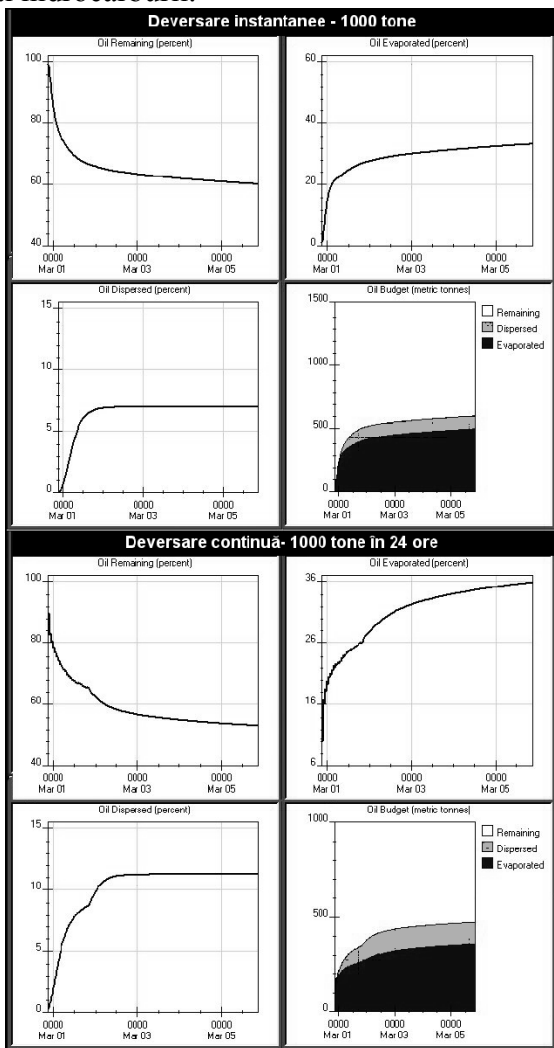 Deversare instantanee - 1000 tone
Oil Remaining (percent)
100
80
60
40
0000 0000 0000
Mar 01 Mar 03 Mar 05
Oil Evaporated (percent)
60
40
20
0
0000 0000 0000
Mar 01 Mar 03 Mar 05
Oil Dispersed (percent)
15
10
5
0
0000 0000 0000
Mar 01 Mar 03 Mar 05
Oil Budget (metric tonnes)
1500
1000
500
0
0000 0000 0000
Mar 01 Mar 03 Mar 05
Remaining
Dispersed
Evaporated
Deversare continuă- 1000 tone în 24 ore
Oil Remaining (percent)
100
80
60
40
0000 0000 0000
Mar 01 Mar 03 Mar 05
Oil Evaporated (percent)
36
26
16
6
0000 0000 0000
Mar 01 Mar 03 Mar 05
Oil Dispersed (percent)
15
10
5
0
0000 0000 0000
Mar 01 Mar 03 Mar 05
Oil Budget (metric tonnes)
1000
500
0
0000 0000 0000
Mar 01 Mar 03 Mar 05
Remaining
Dispersed
Evaporated